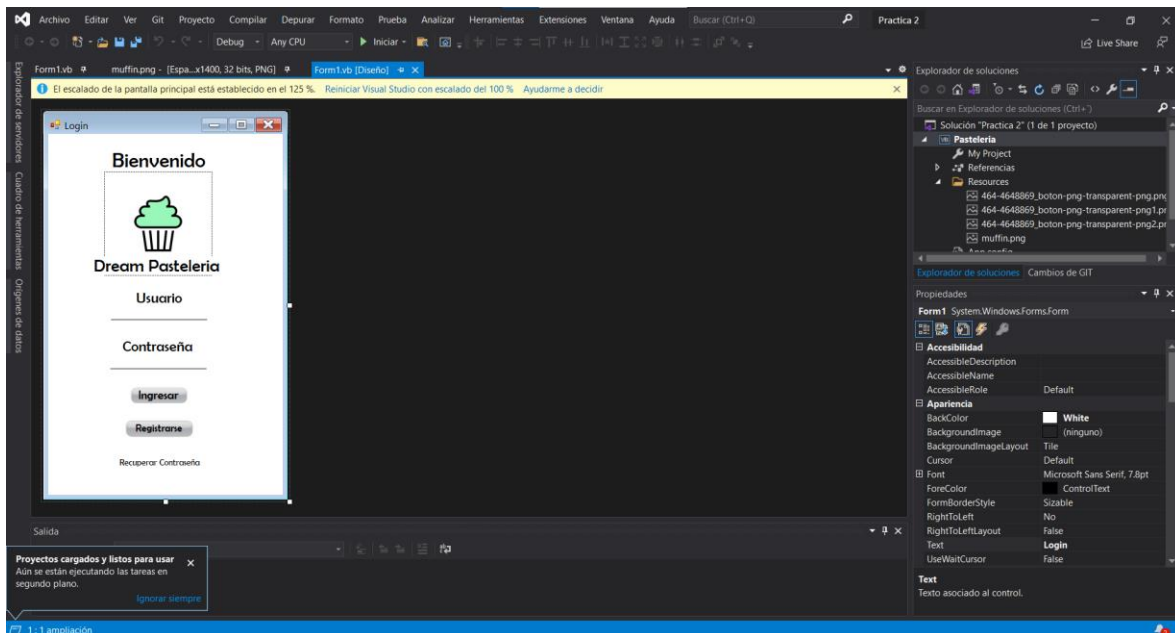 Archivo Editar Ver Git Proyecto Compilar Depurar Formato Prueba Analizar Herramientas Extensiones Ventana Ayuda Buscar (Ctrl+Q) Practica 2
Debug Any CPU Iniciar Live Share
Form1.vb muffin.png - [Espa...x1400, 32 bits, PNG] Form1.vb [Diseño]
El escalado de la pantalla principal está establecido en el 125 %. Reiniciar Visual Studio con escalado del 100 % Ayudarme a decidir
Explorador de servidores
Cuadro de herramientas
Orígenes de datos
Login
Bienvenido
Dream Pasteleria
Usuario
Contraseña
Ingresar
Registrarse
Recuperar Contraseña
Salida
Proyectos cargados y listos para usar
Aún se están ejecutando las tareas en
segundo plano.
Ignorar siempre
1 : 1 ampliación
Explorador de soluciones
Buscar en Explorador de soluciones (Ctrl+´)
Solución "Practica 2" (1 de 1 proyecto)
VB Pasteleria
My Project
Referencias
Resources
464-4648869_boton-png-transparent-png.png
464-4648869_boton-png-transparent-png1.pr
464-4648869_boton-png-transparent-png2.pr
muffin.png
App.config
Explorador de soluciones Cambios de GIT
Propiedades
Form1 System.Windows.Forms.Form
Accesibilidad
AccessibleDescription
AccessibleName
AccessibleRole Default
Apariencia
BackColor White
BackgroundImage (ninguno)
BackgroundImageLayout Tile
Cursor Default
Font Microsoft Sans Serif, 7.8pt
ForeColor ControlText
FormBorderStyle Sizable
RightToLeft No
RightToLeftLayout False
Text Login
UseWaitCursor False
Text
Texto asociado al control.